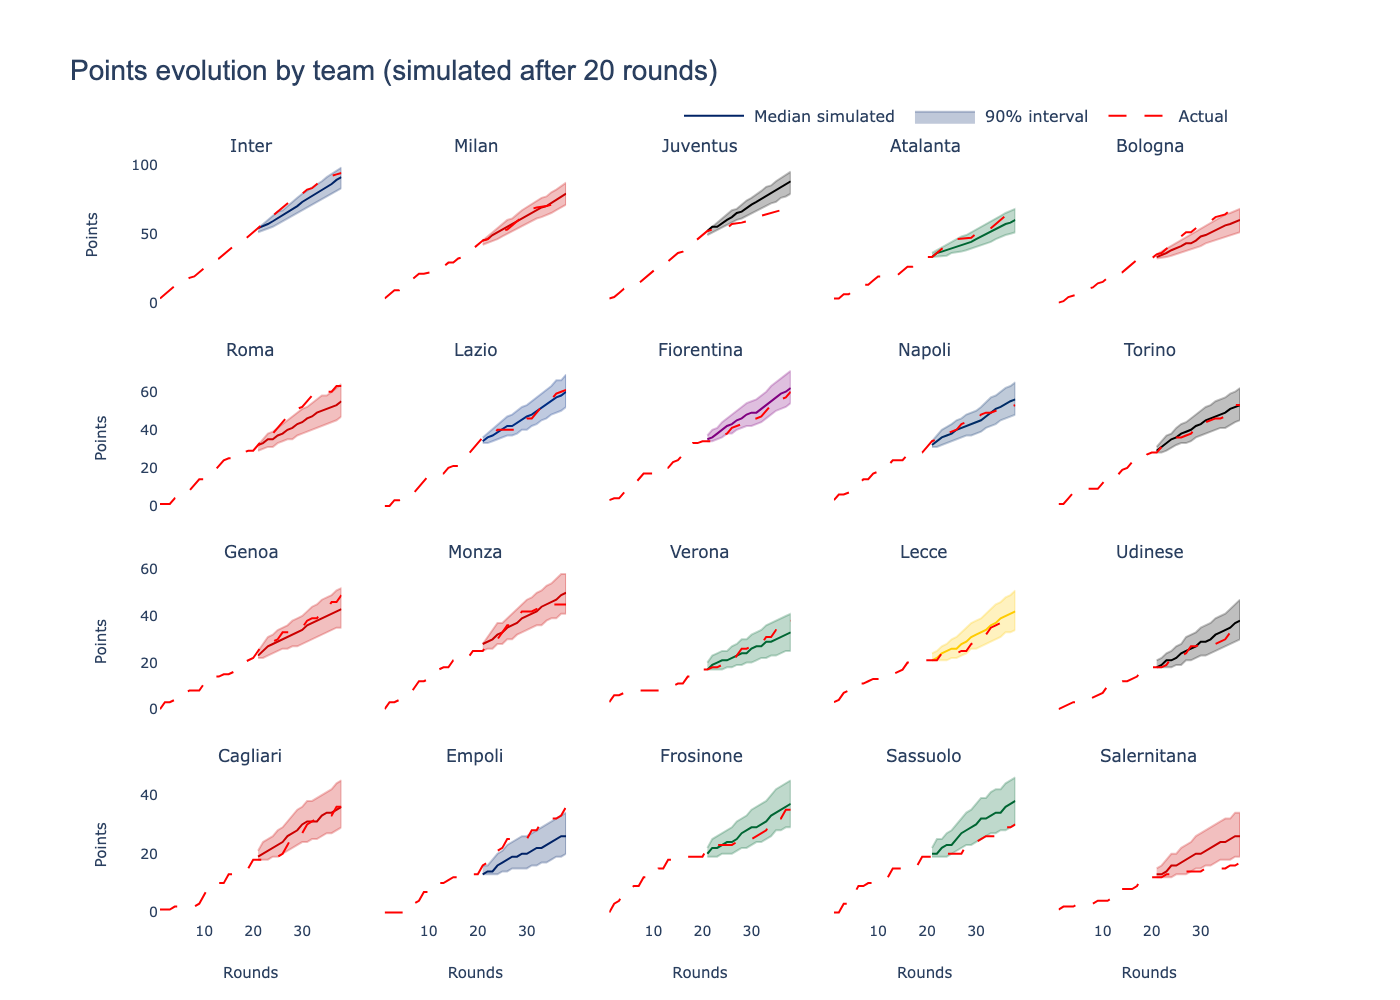 Points evolution by team (simulated after 20 rounds)
Median simulated 90% interval Actual
Inter Milan Juventus Atalanta Bologna
100
50
0
Points
Roma Lazio Fiorentina Napoli Torino
60
40
20
0
Points
Genoa Monza Verona Lecce Udinese
60
40
20
0
Points
Cagliari Empoli Frosinone Sassuolo Salernitana
40
20
0
Points
10 20 30 10 20 30 10 20 30 10 20 30 10 20 30
Rounds Rounds Rounds Rounds Rounds